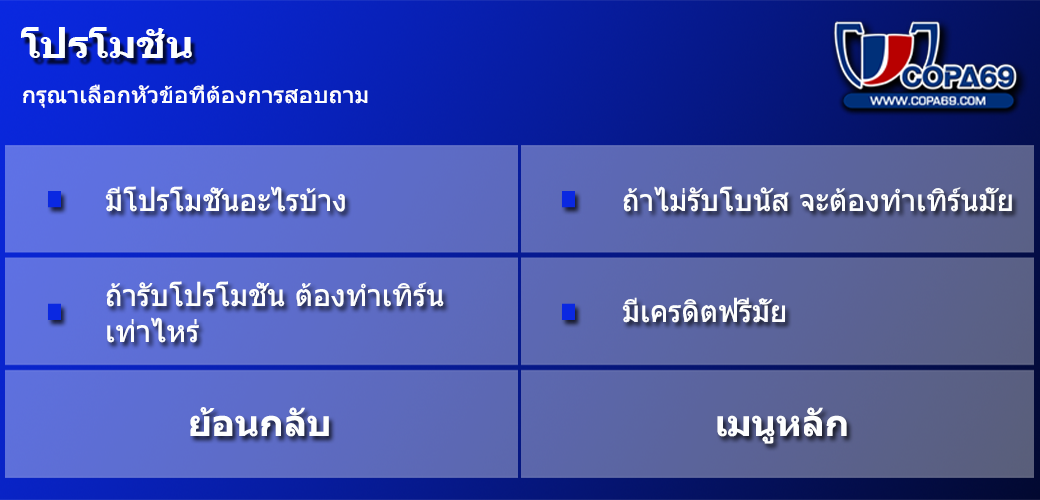 โปรโมชั่น
กรุณาเลือกหัวข้อที่ต้องการสอบถาม
COPA69
WWW.COPA69.COM
มีโปรโมชั่นอะไรบ้าง
ถ้าไม่รับโบนัส จะต้องทำเทิร์นมั้ย
ถ้ารับโปรโมชั่น ต้องทำเทิร์น
เท่าไหร่
มีเครดิตฟรีมั้ย
ย้อนกลับ
เมนูหลัก